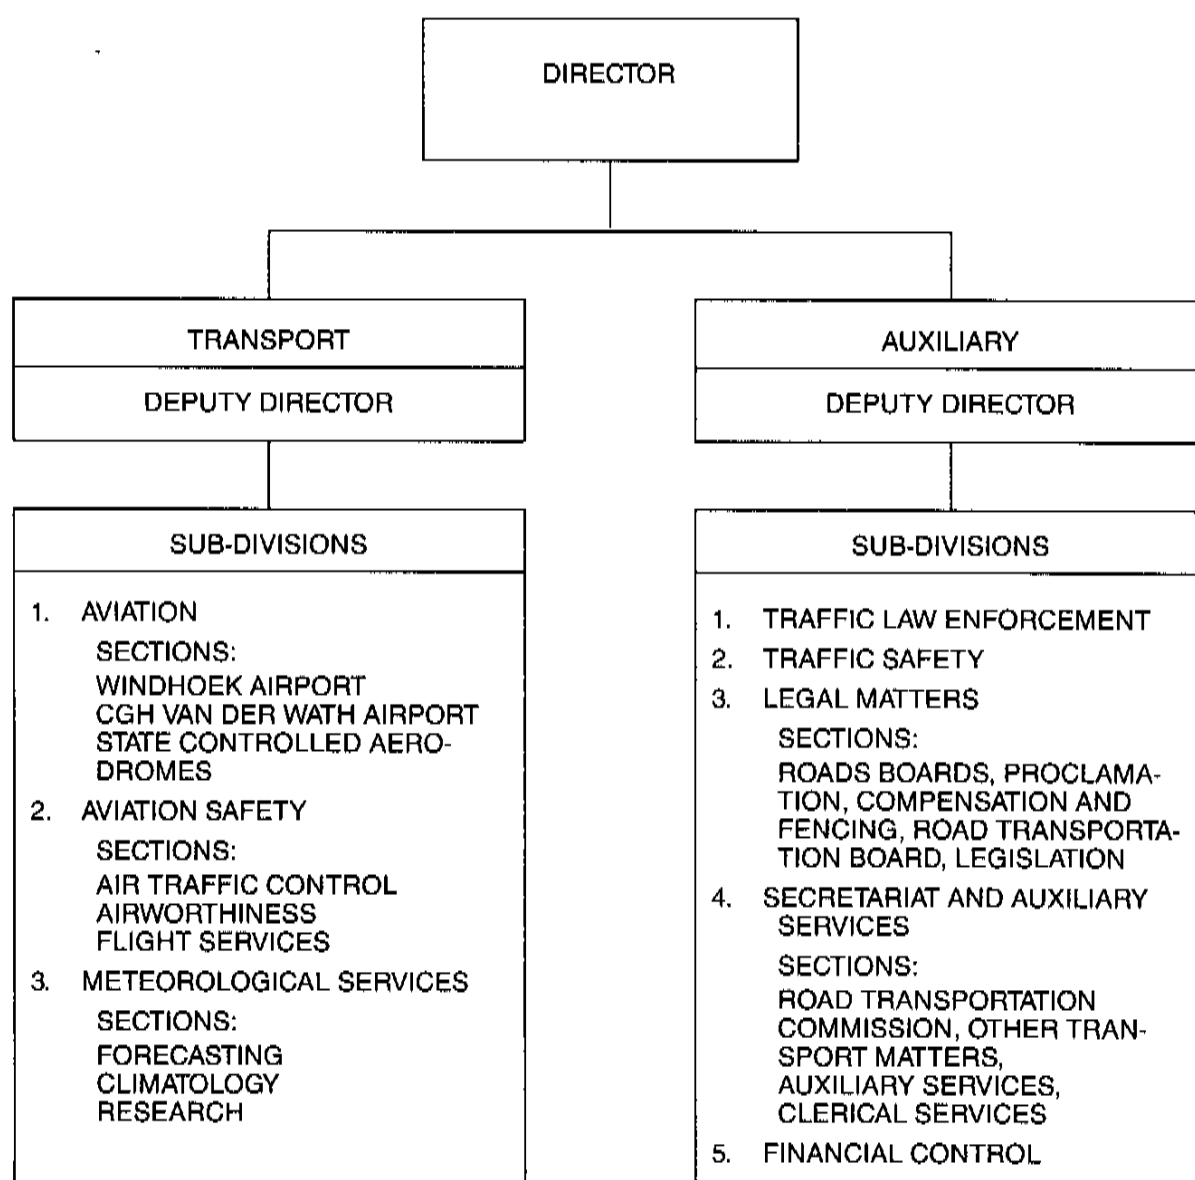 DIRECTOR
TRANSPORT
DEPUTY DIRECTOR
SUB-DIVISIONS
1. AVIATION
SECTIONS:
WINDHOEK AIRPORT
CGH VAN DER WATH AIRPORT
STATE CONTROLLED AERO-
DROMES
2. AVIATION SAFETY
SECTIONS:
AIR TRAFFIC CONTROL
AIRWORTHINESS
FLIGHT SERVICES
3. METEOROLOGICAL SERVICES
SECTIONS:
FORECASTING
CLIMATOLOGY
RESEARCH
AUXILIARY
DEPUTY DIRECTOR
SUB-DIVISIONS
1. TRAFFIC LAW ENFORCEMENT
2. TRAFFIC SAFETY
3. LEGAL MATTERS
SECTIONS:
ROADS BOARDS, PROCLAMA-
TION, COMPENSATION AND
FENCING, ROAD TRANSPORTA-
TION BOARD, LEGISLATION
4. SECRETARIAT AND AUXILIARY
SERVICES
SECTIONS:
ROAD TRANSPORTATION
COMMISSION, OTHER TRAN-
SPORT MATTERS,
AUXILIARY SERVICES,
CLERICAL SERVICES
5. FINANCIAL CONTROL